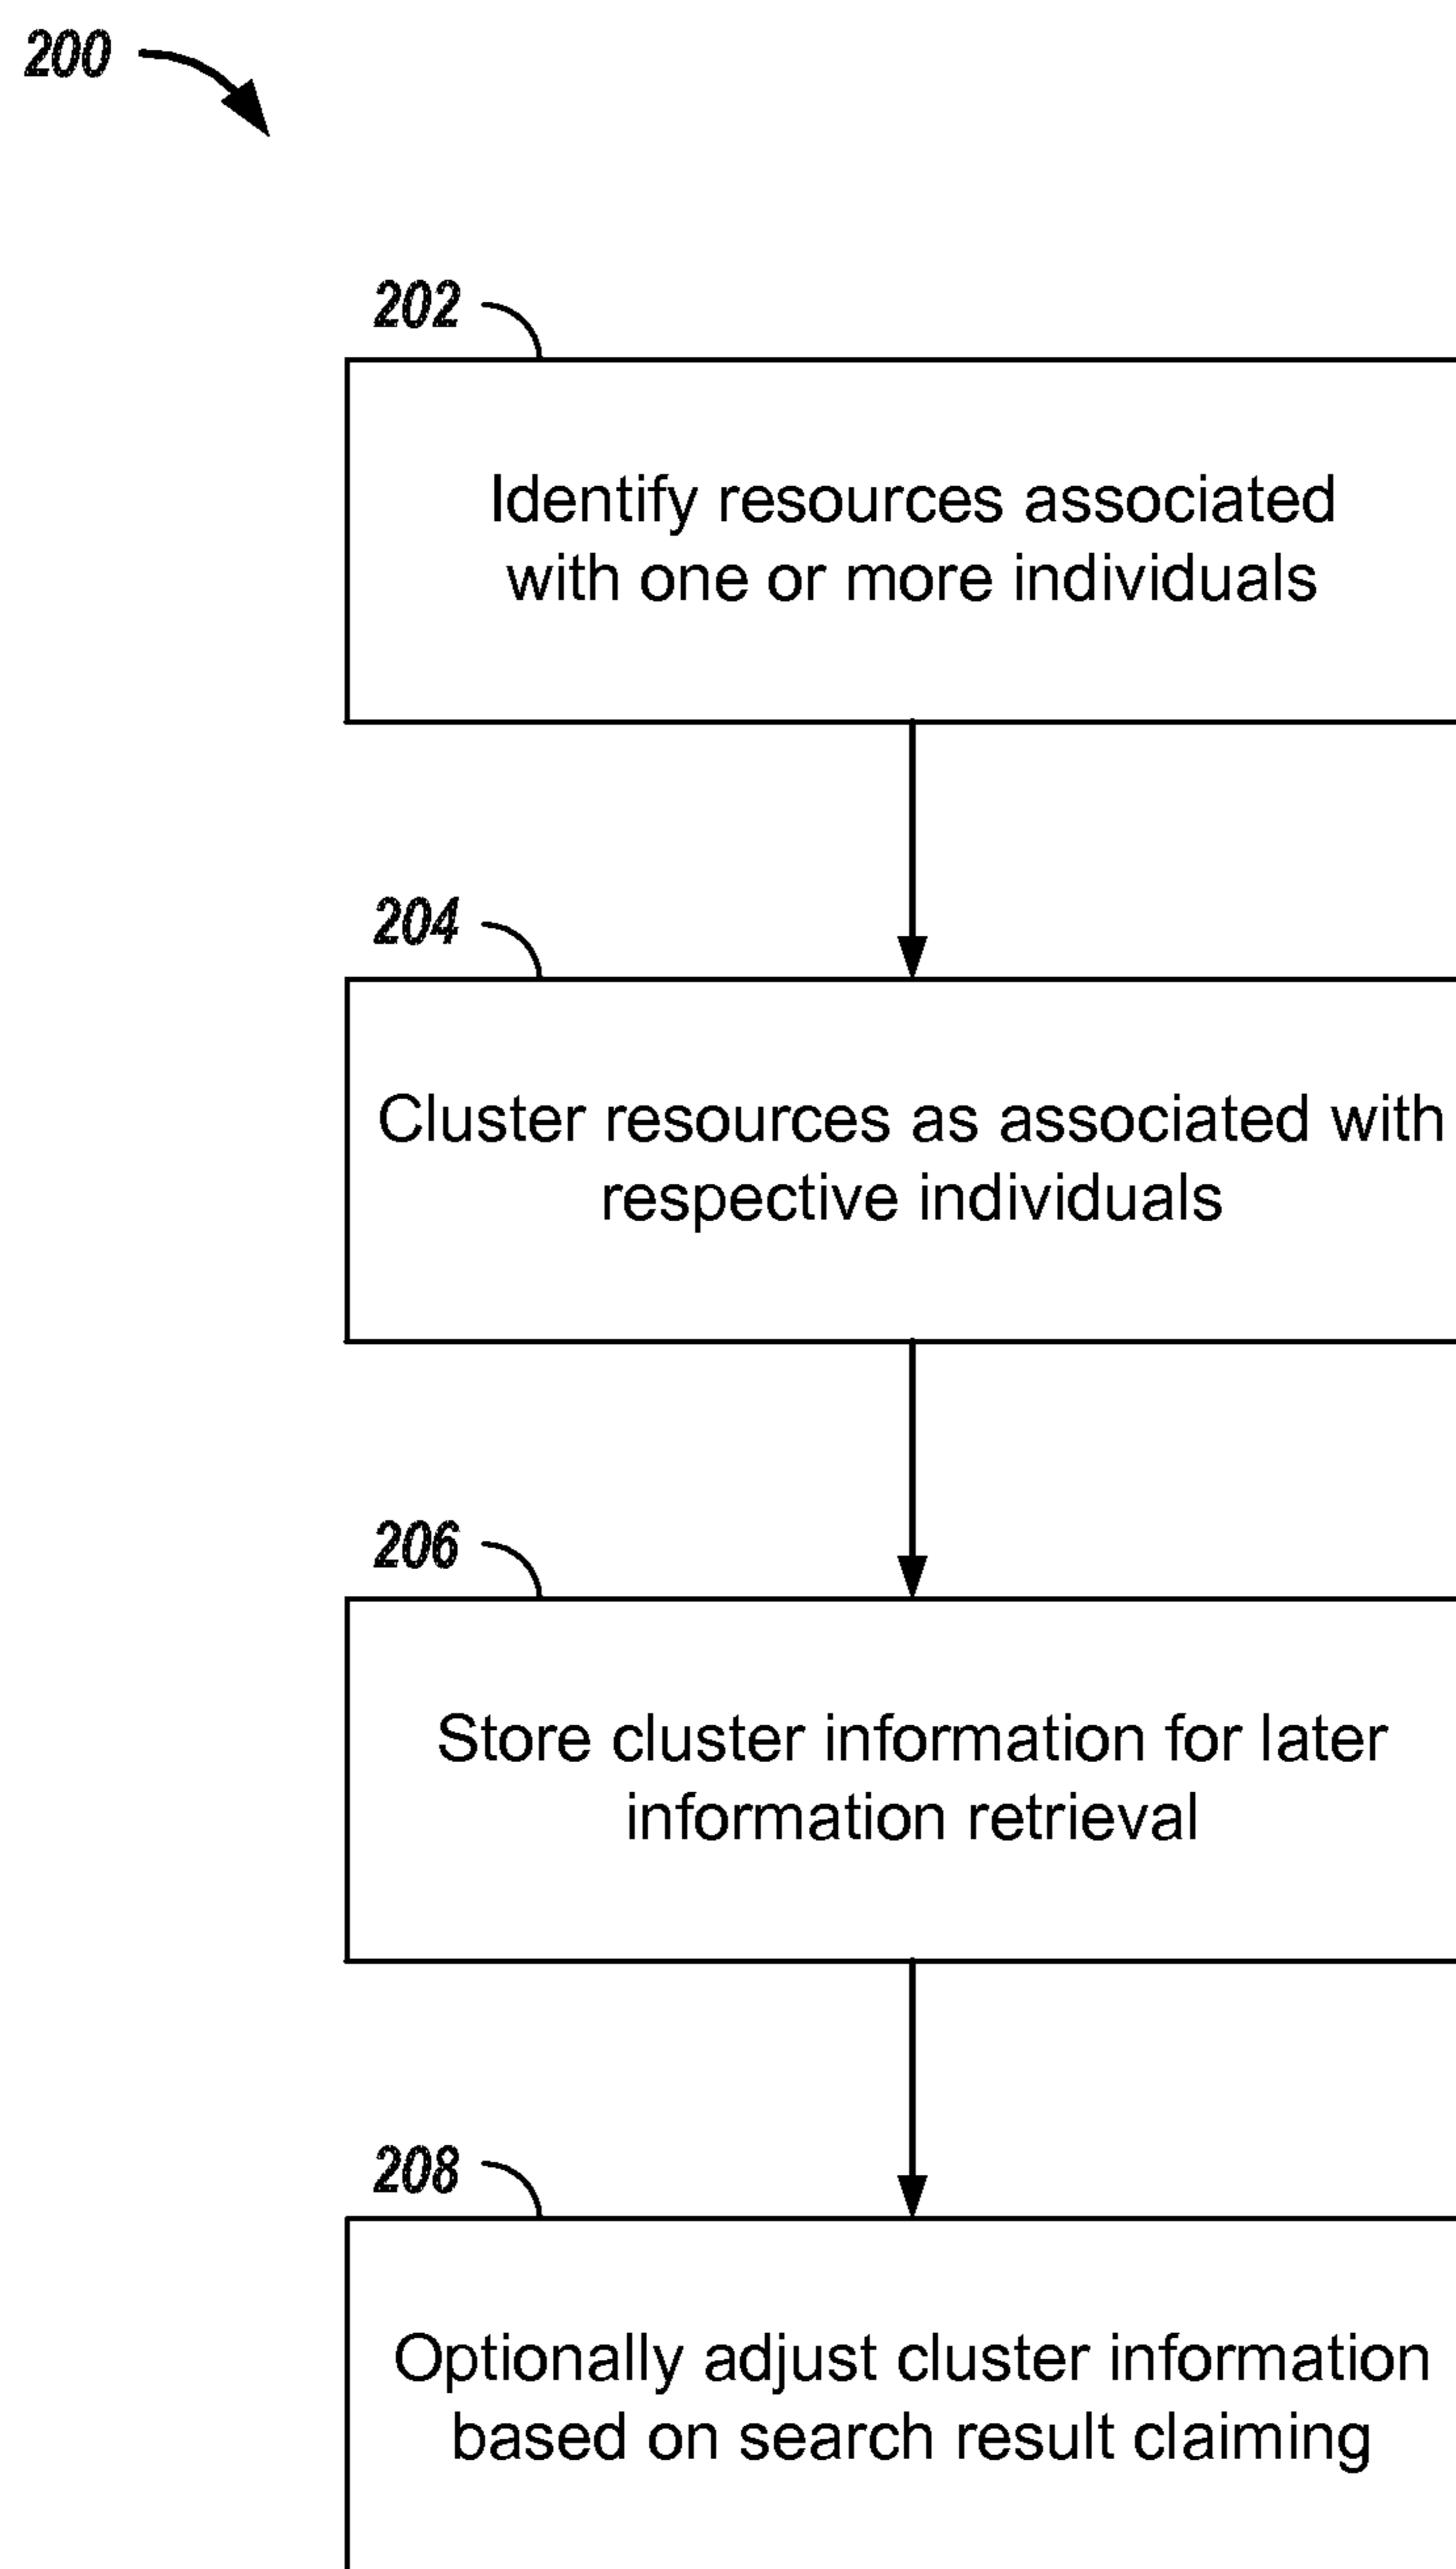 200
202
Identify resources associated
with one or more individuals
204
Cluster resources as associated with
respective individuals
206
Store cluster information for later
information retrieval
208
Optionally adjust cluster information
based on search result claiming